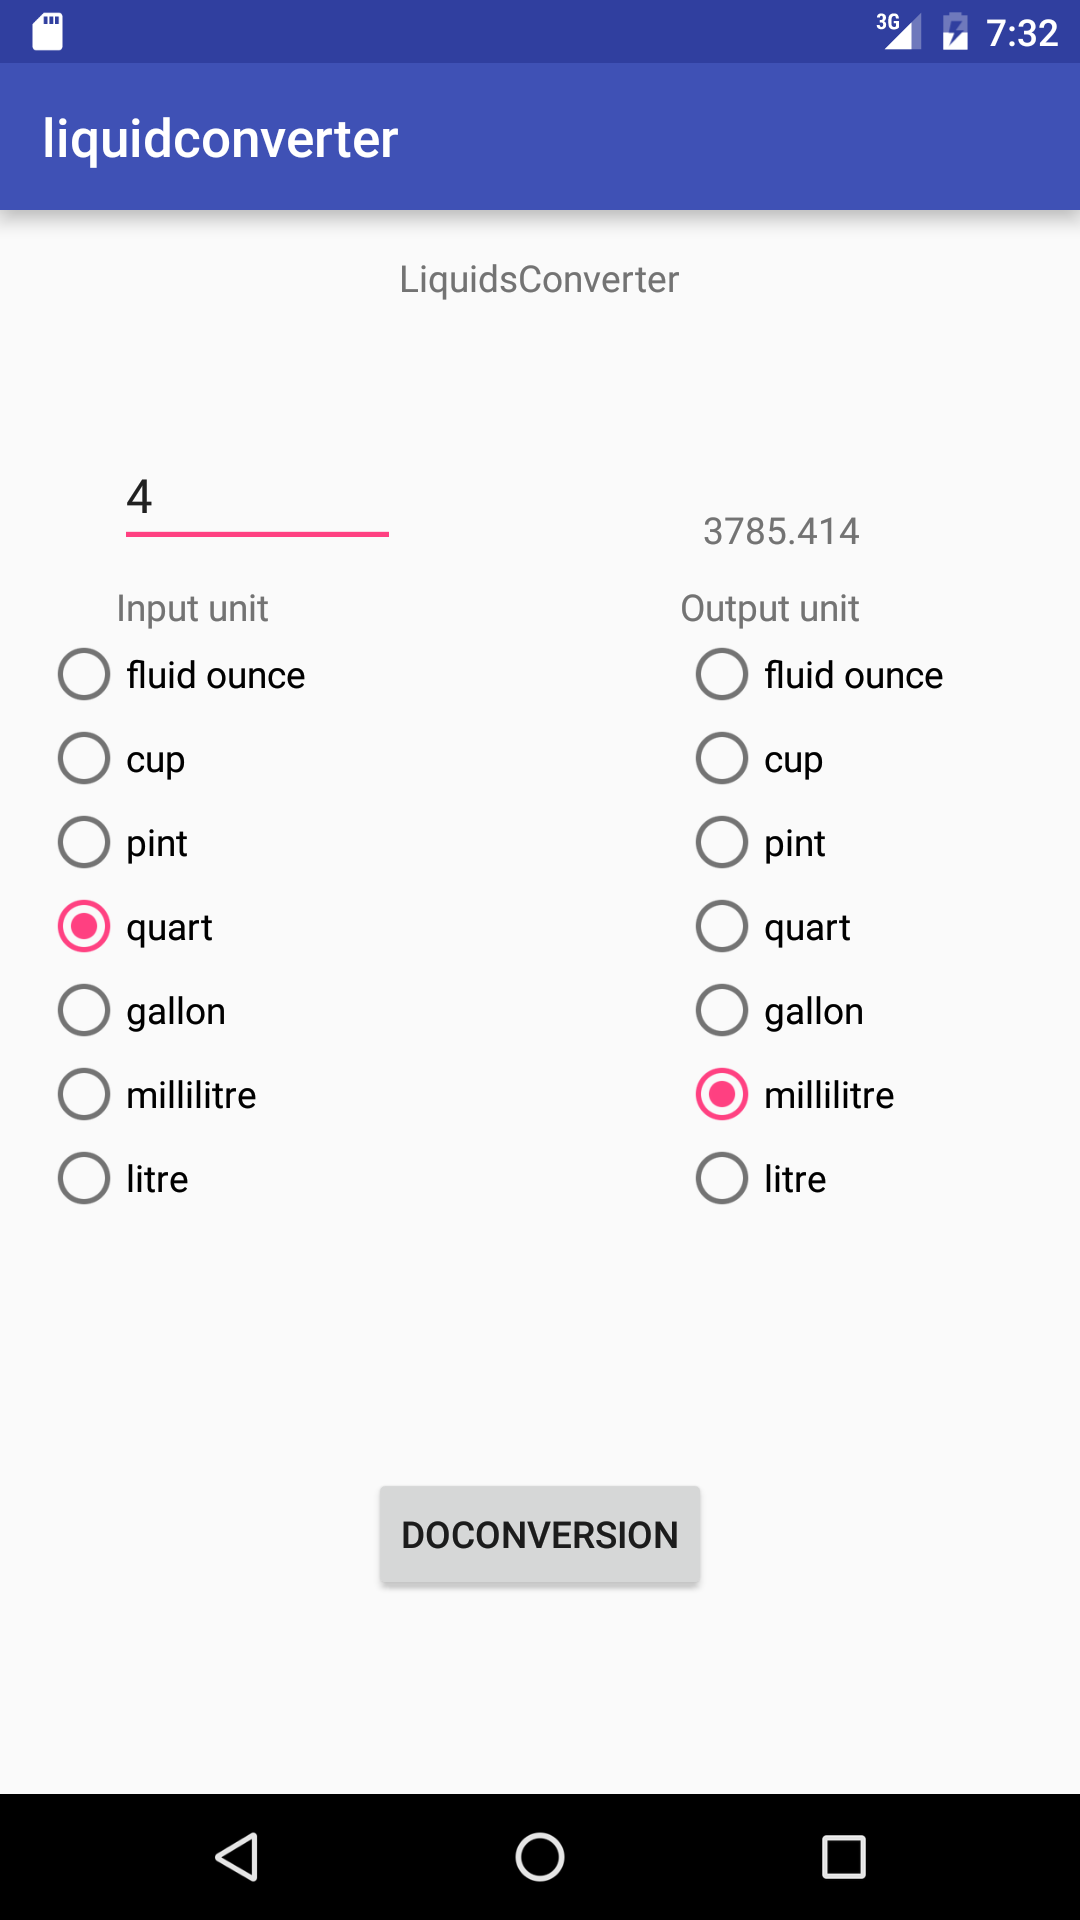 3G 7:32
liquidconverter
LiquidsConverter
4
3785.414
Input unit
Output unit
fluid ounce
fluid ounce
cup
cup
pint
pint
quart
quart
gallon
gallon
millilitre
millilitre
litre
litre
DOCONVERSION